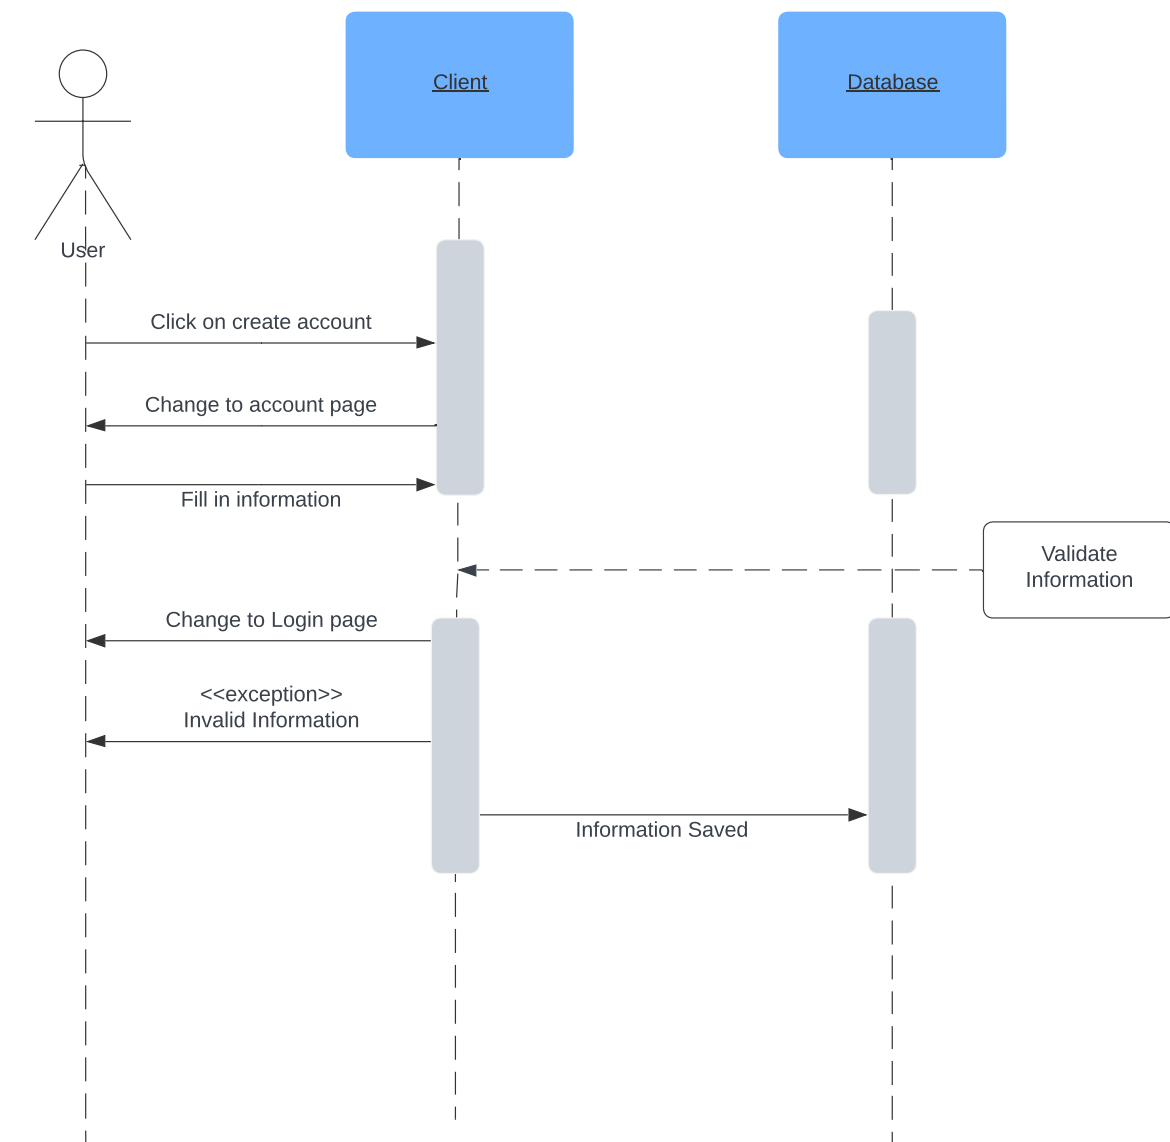 Client
Database
User
Click on create account
Change to account page
Fill in information
Validate
Information
Change to Login page
<<exception>>
Invalid Information
Information Saved